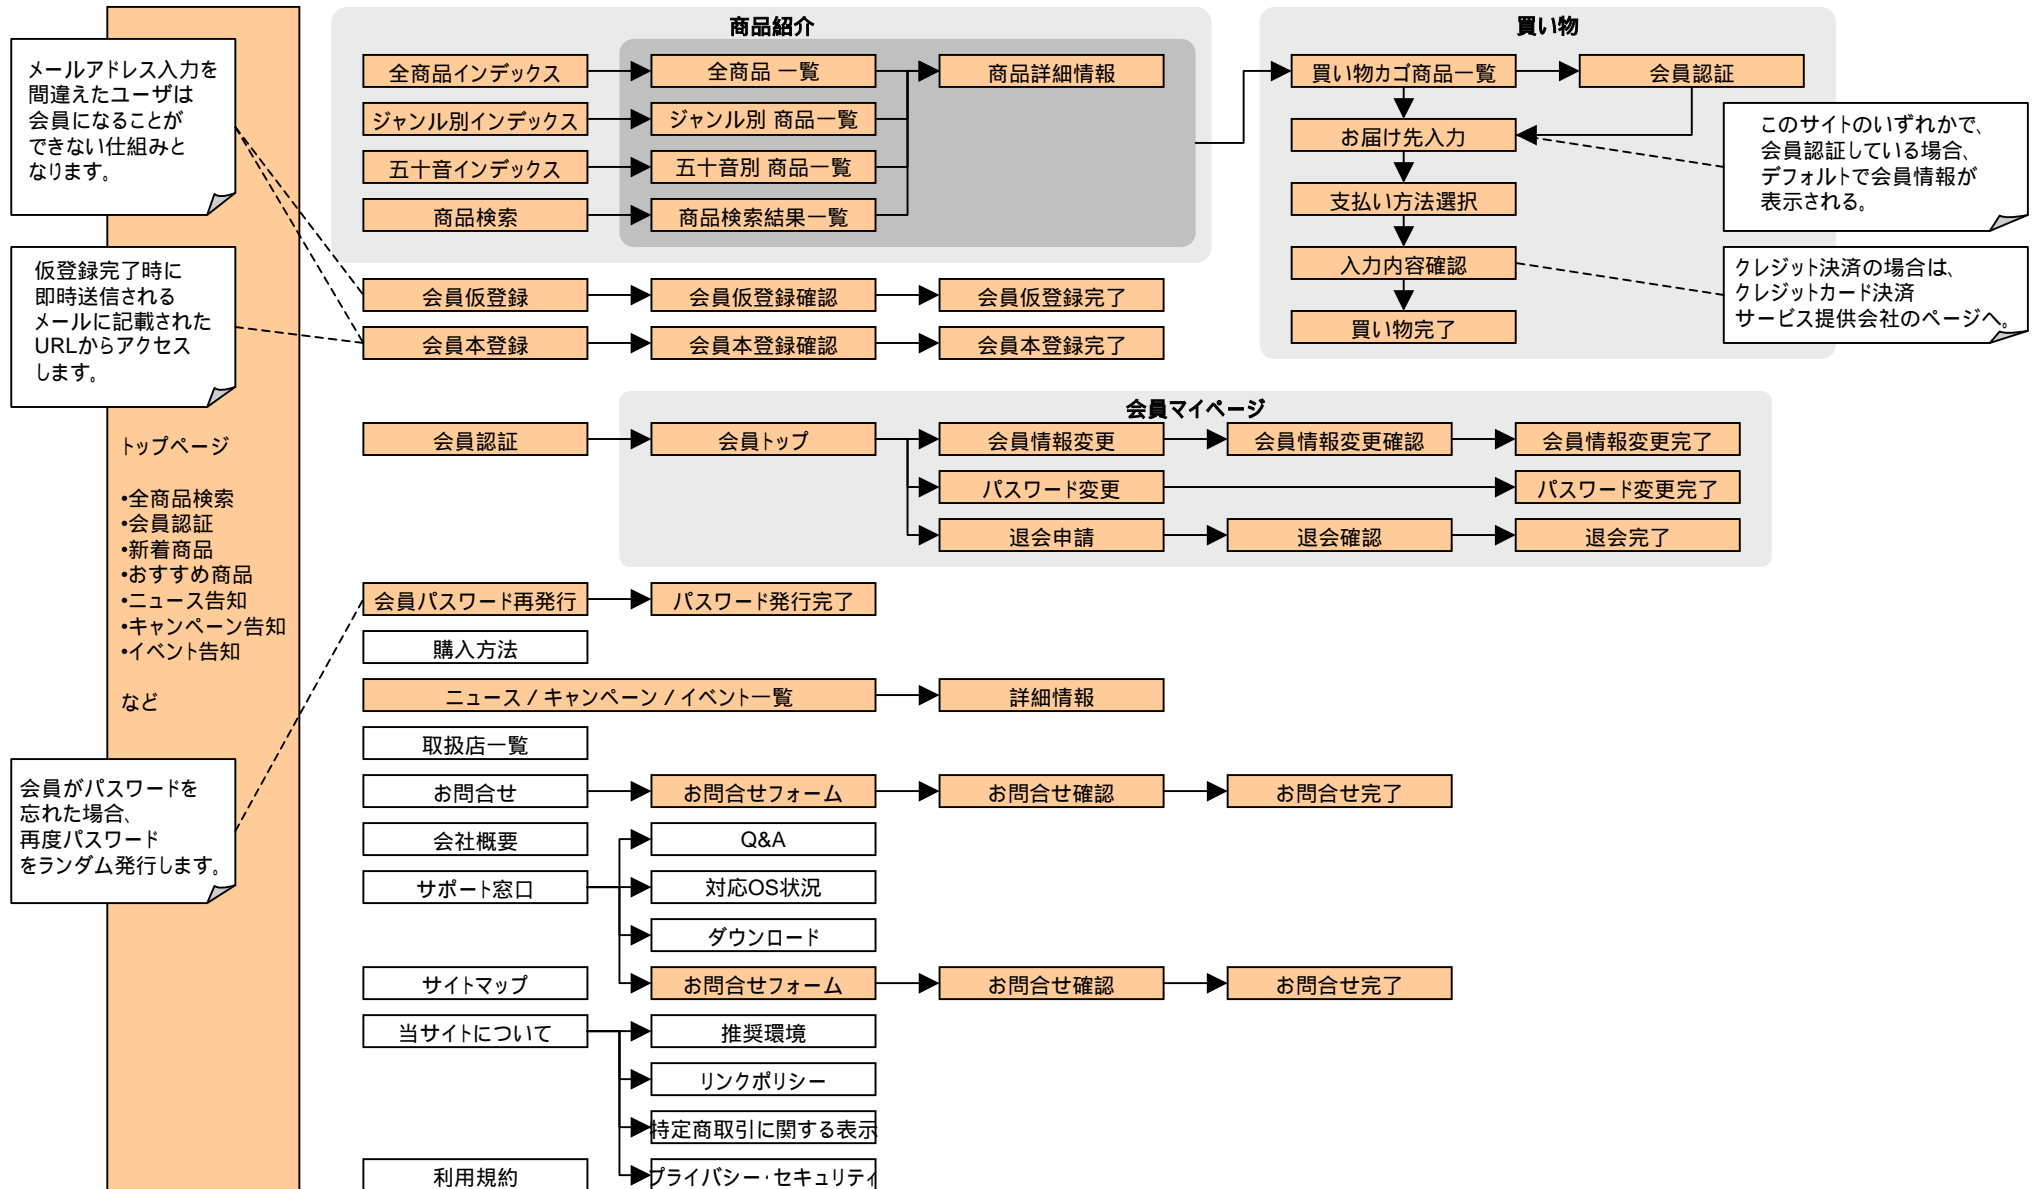 商品紹介
買い物
メールアドレス入力を
間違えたユーザは
会員になることが
できない仕組みと
なります。
全商品インデックス
全商品 一覧
商品詳細情報
買い物カゴ商品一覧
会員認証
ジャンル別インデックス
ジャンル別 商品一覧
お届け先入力
このサイトのいずれかで、
会員認証している場合、
デフォルトで会員情報が
表示される。
五十音インデックス
五十音別 商品一覧
支払い方法選択
商品検索
商品検索結果一覧
入力内容確認
クレジット決済の場合は、
クレジットカード決済
サービス提供会社のページへ。
買い物完了
仮登録完了時に
即時送信される
メールに記載された
URLからアクセス
します。
会員仮登録
会員仮登録確認
会員仮登録完了
会員本登録
会員本登録確認
会員本登録完了
会員マイページ
トップページ
•全商品検索
•会員認証
•新着商品
•おすすめ商品
•ニュース告知
•キャンペーン告知
•イベント告知
など
会員認証
会員トップ
会員情報変更
会員情報変更確認
会員情報変更完了
パスワード変更
パスワード変更完了
退会申請
退会確認
退会完了
会員パスワード再発行
パスワード発行完了
購入方法
ニュース / キャンペーン / イベント一覧
詳細情報
取扱店一覧
会員がパスワードを
忘れた場合、
再度パスワード
をランダム発行します。
お問合せ
お問合せフォーム
お問合せ確認
お問合せ完了
会社概要
Q&A
サポート窓口
対応OS状況
ダウンロード
サイトマップ
お問合せフォーム
お問合せ確認
お問合せ完了
当サイトについて
推奨環境
リンクポリシー
特定商取引に関する表示
利用規約
プライバシー・セキュリティ